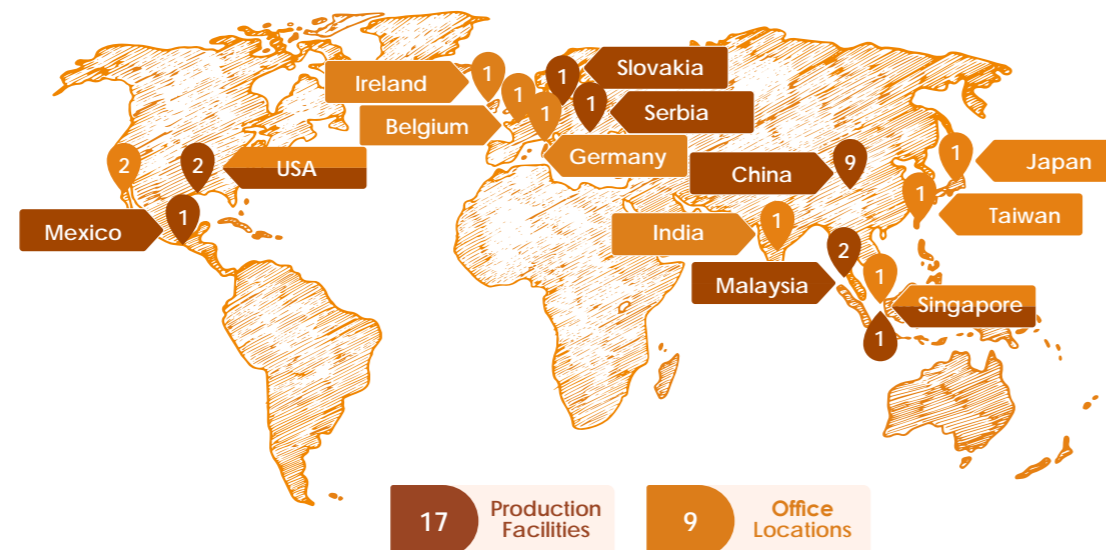 1
Slovakia
1
Ireland
1
1
Serbia
1
Belgium
Germany
2
2
USA
China
9
1
Japan
Mexico
1
1
Taiwan
India
1
Malaysia
2
1
Singapore
1
17
Production
Facilities
9
Office
Locations